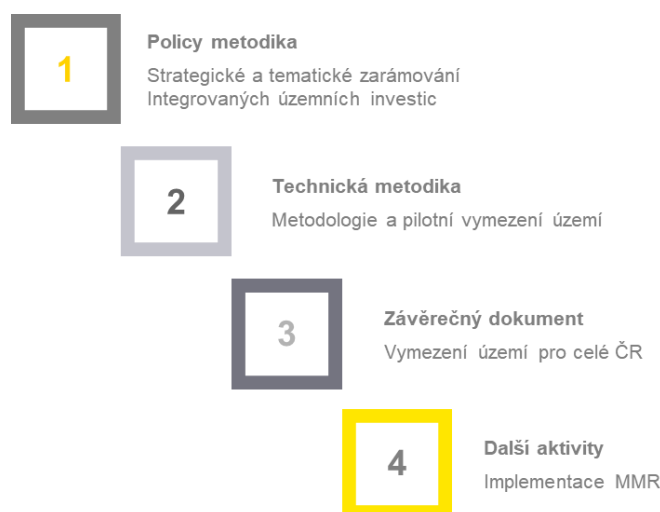 1
Policy metodika
Strategické a tematické zarámování
Integrovaných územních investic
2
Technická metodika
Metodologie a pilotní vymezení území
3
Závěrečný dokument
Vymezení území pro celé ČR
4
Další aktivity
Implementace MMR